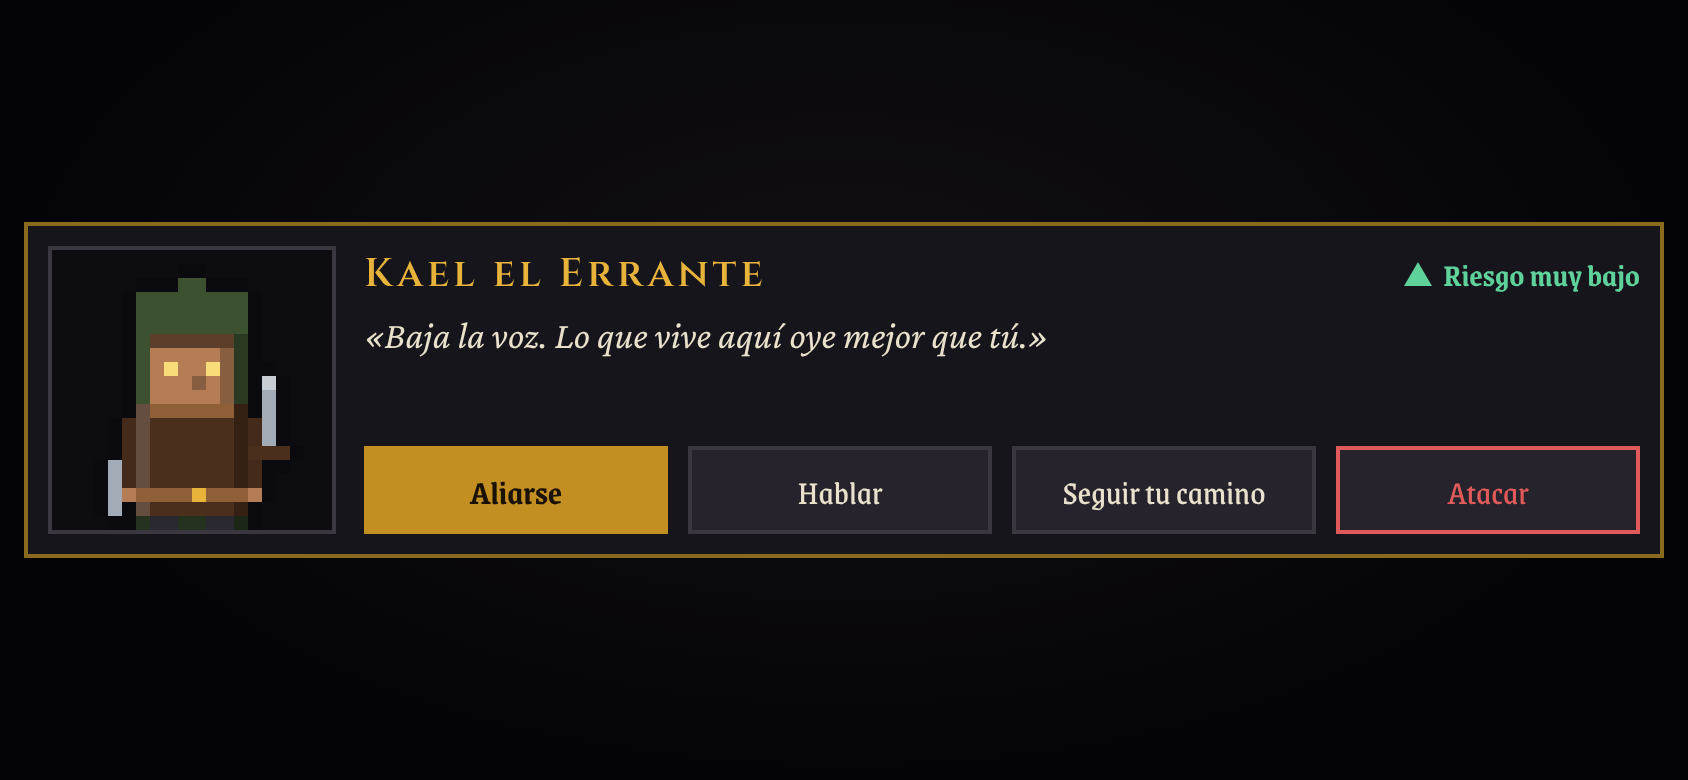 Kael el Errante
Riesgo muy bajo
«Baja la voz. Lo que vive aquí oye mejor que tú.»
Aliarse
Hablar
Seguir tu camino
Atacar